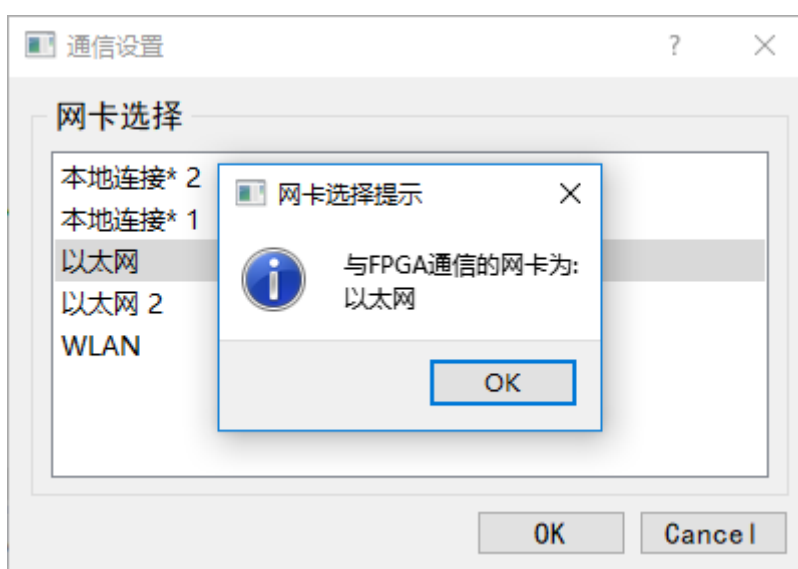 通信设置
网卡选择
本地连接* 2
本地连接* 1
以太网
以太网 2
WLAN
网卡选择提示
与FPGA通信的网卡为:
以太网
OK
OK
Cancel